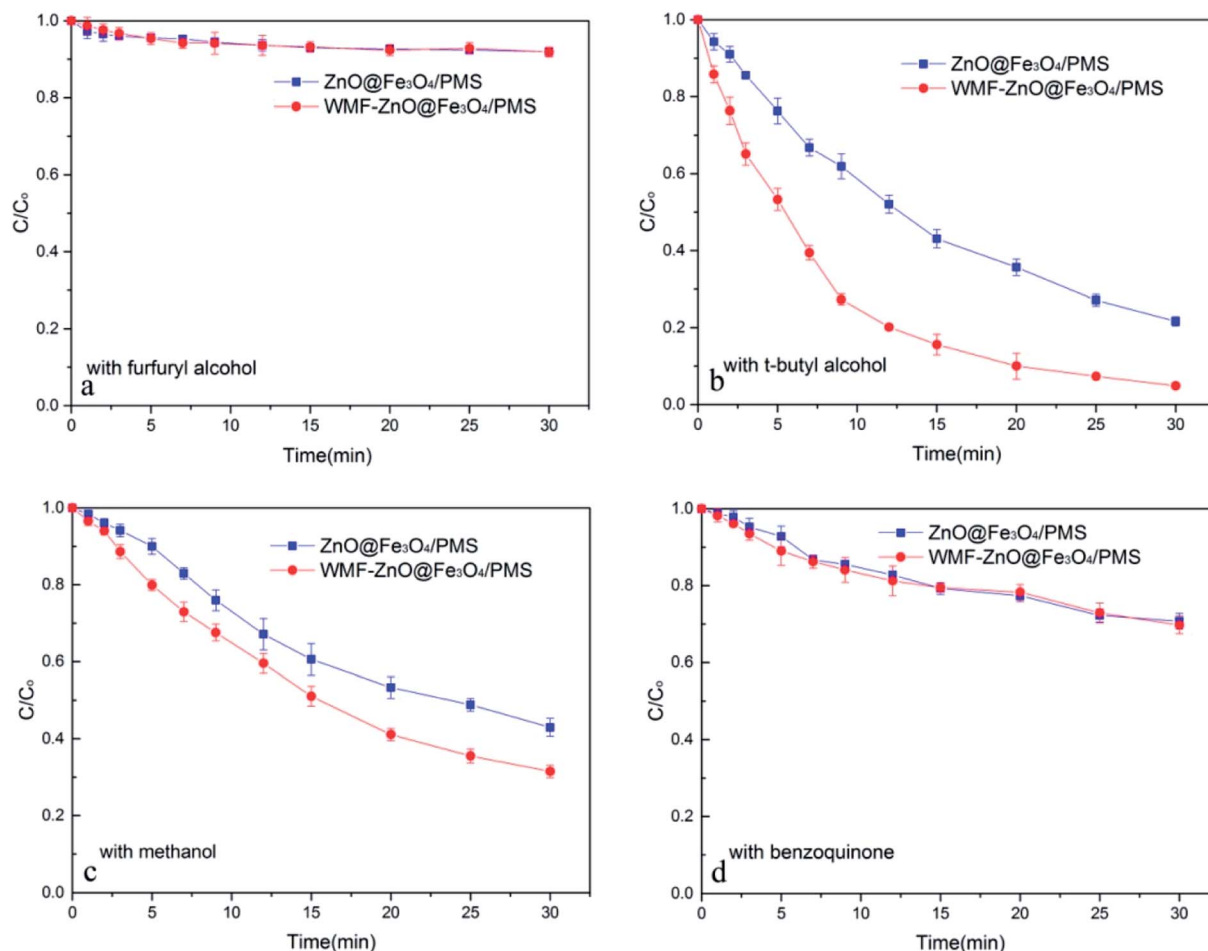 1.0
0.8
0.6
0.4
0.2
0.0
C/C₀
ZnO@Fe₃O₄/PMS
WMF-ZnO@Fe₃O₄/PMS
with furfuryl alcohol
a
0 5 10 15 20 25 30
Time(min)
1.0
0.8
0.6
0.4
0.2
0.0
C/C₀
ZnO@Fe₃O₄/PMS
WMF-ZnO@Fe₃O₄/PMS
with t-butyl alcohol
b
0 5 10 15 20 25 30
Time(min)
1.0
0.8
0.6
0.4
0.2
0.0
C/C₀
ZnO@Fe₃O₄/PMS
WMF-ZnO@Fe₃O₄/PMS
with methanol
c
0 5 10 15 20 25 30
Time(min)
1.0
0.8
0.6
0.4
0.2
0.0
C/C₀
ZnO@Fe₃O₄/PMS
WMF-ZnO@Fe₃O₄/PMS
with benzoquinone
d
0 5 10 15 20 25 30
Time(min)